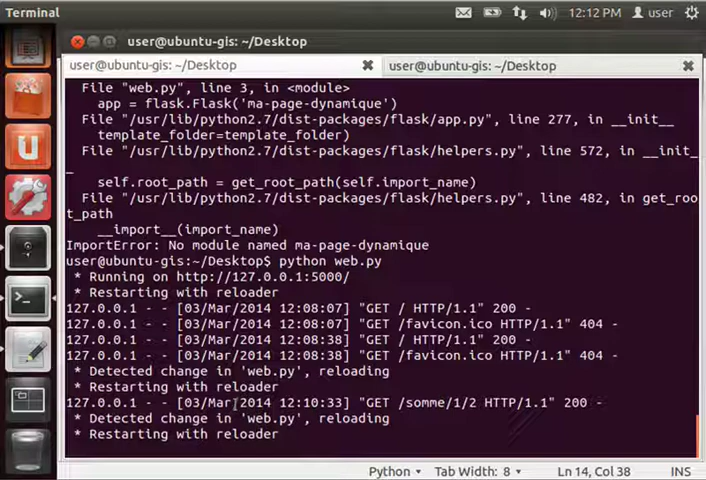 Terminal 12:12 PM user
user@ubuntu-gis: ~/Desktop
user@ubuntu-gis: ~/Desktop user@ubuntu-gis: ~/Desktop
File "web.py", line 3, in <module>
app = flask.Flask('ma-page-dynamique')
File "/usr/lib/python2.7/dist-packages/flask/app.py", line 277, in __init__
template_folder=template_folder)
File "/usr/lib/python2.7/dist-packages/flask/helpers.py", line 572, in __init_
_
self.root_path = get_root_path(self.import_name)
File "/usr/lib/python2.7/dist-packages/flask/helpers.py", line 482, in get_roo
t_path
__import__(import_name)
ImportError: No module named ma-page-dynamique
user@ubuntu-gis:~/Desktop$ python web.py
* Running on http://127.0.0.1:5000/
* Restarting with reloader
127.0.0.1 - - [03/Mar/2014 12:08:07] "GET / HTTP/1.1" 200 -
127.0.0.1 - - [03/Mar/2014 12:08:07] "GET /favicon.ico HTTP/1.1" 404 -
127.0.0.1 - - [03/Mar/2014 12:08:38] "GET / HTTP/1.1" 200 -
127.0.0.1 - - [03/Mar/2014 12:08:38] "GET /favicon.ico HTTP/1.1" 404 -
* Detected change in 'web.py', reloading
* Restarting with reloader
127.0.0.1 - - [03/Mar/2014 12:10:33] "GET /somme/1/2 HTTP/1.1" 200 -
* Detected change in 'web.py', reloading
* Restarting with reloader
Python Tab Width: 8 Ln 14, Col 38 INS